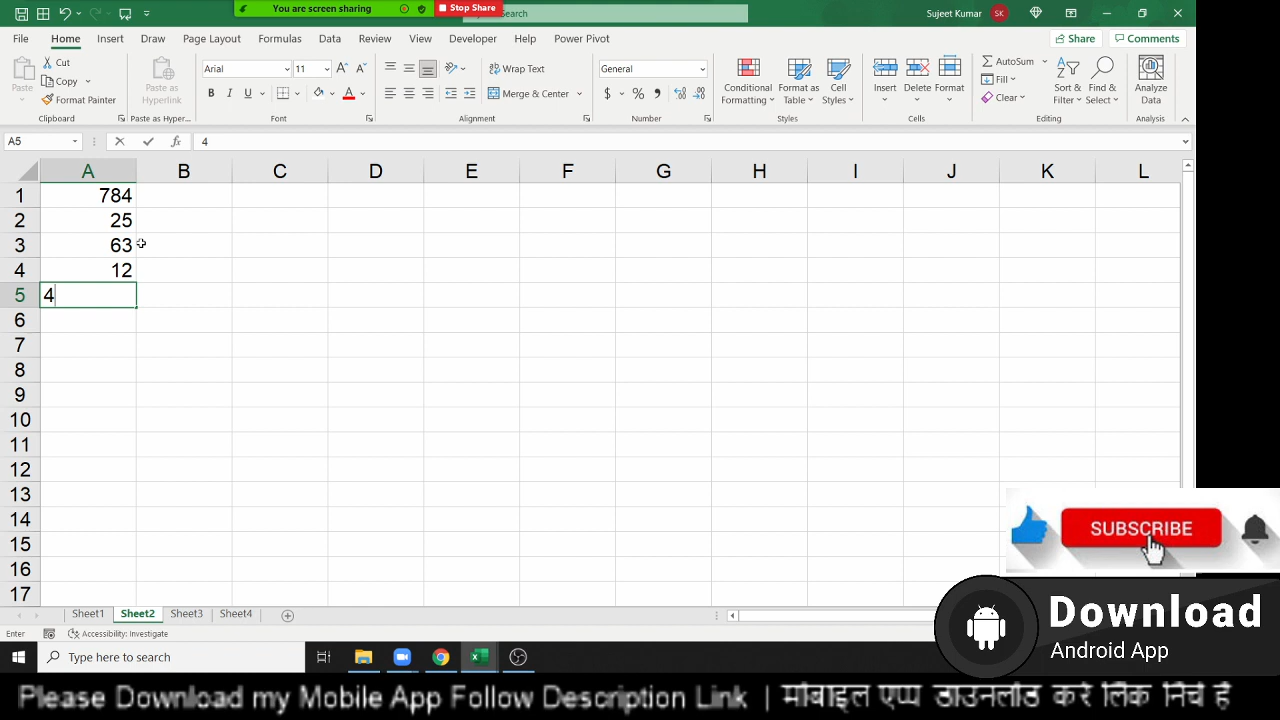 You are screen sharing
Stop Share
Search
Sujeet Kumar
SK
File
Home
Insert
Draw
Page Layout
Formulas
Data
Review
View
Developer
Help
Power Pivot
Share
Comments
Paste
Cut
Copy
Format Painter
Clipboard
Paste as
Hyperlink
Paste as Hyper...
Arial
11
B I U
Font
Wrap Text
Merge & Center
Alignment
General
$ % ,
Number
Conditional
Formatting
Format as
Table
Cell
Styles
Styles
Insert
Delete
Format
Cells
AutoSum
Fill
Clear
Sort &
Filter
Find &
Select
Editing
Analyze
Data
Analysis
A5
fx
4
A B C D E F G H I J K L
1 784
2 25
3 63
4 12
5 4
6
7
8
9
10
11
12
13
14
15
16
17
SUBSCRIBE
Sheet1
Sheet2
Sheet3
Sheet4
Enter
Accessibility: Investigate
Download
Android App
Type here to search
Please Download my Mobile App Follow Description Link | मोबाइल एप्प डाउनलोड करे लिंक निचे है